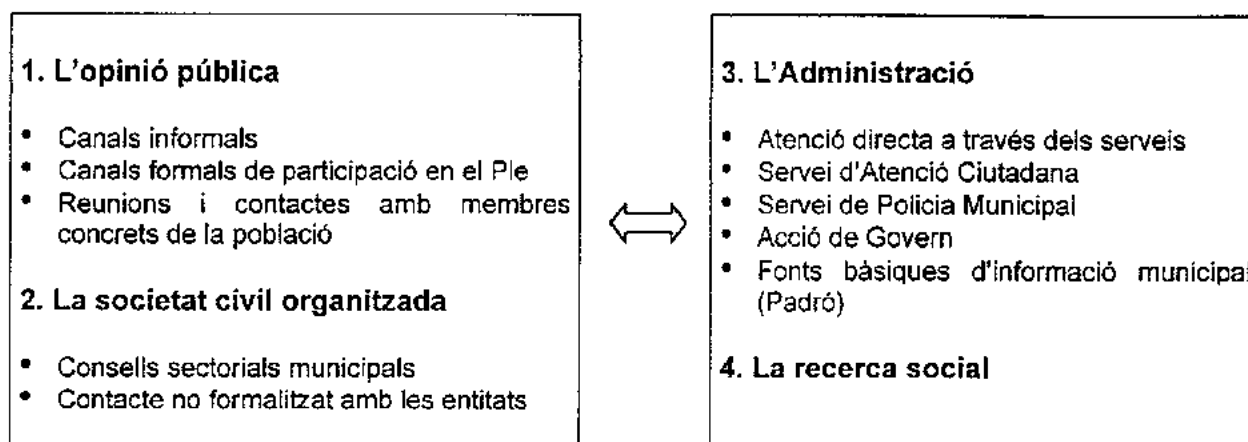 1. L'opinió pública
• Canals informals
• Canals formals de participació en el Ple
• Reunions i contactes amb membres
concrets de la població
2. La societat civil organitzada
• Consells sectorials municipals
• Contacte no formalitzat amb les entitats
3. L'Administració
• Atenció directa a través dels serveis
• Servei d'Atenció Ciutadana
• Servei de Policia Municipal
• Acció de Govern
• Fonts bàsiques d'informació municipal
(Padró)
4. La recerca social